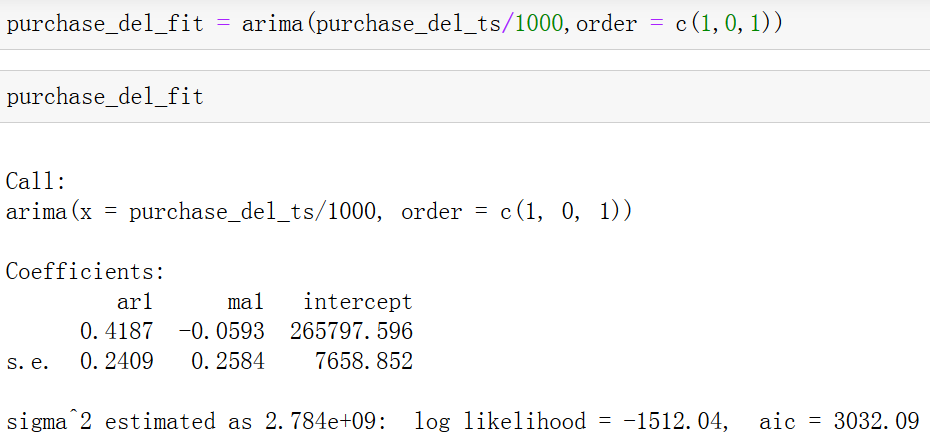 purchase_del_fit = arima(purchase_del_ts/1000,order = c(1,0,1))
purchase_del_fit
Call:
arima(x = purchase_del_ts/1000, order = c(1, 0, 1))
Coefficients:
ar1 ma1 intercept
0.4187 -0.0593 265797.596
s.e. 0.2409 0.2584 7658.852
sigma^2 estimated as 2.784e+09: log likelihood = -1512.04, aic = 3032.09